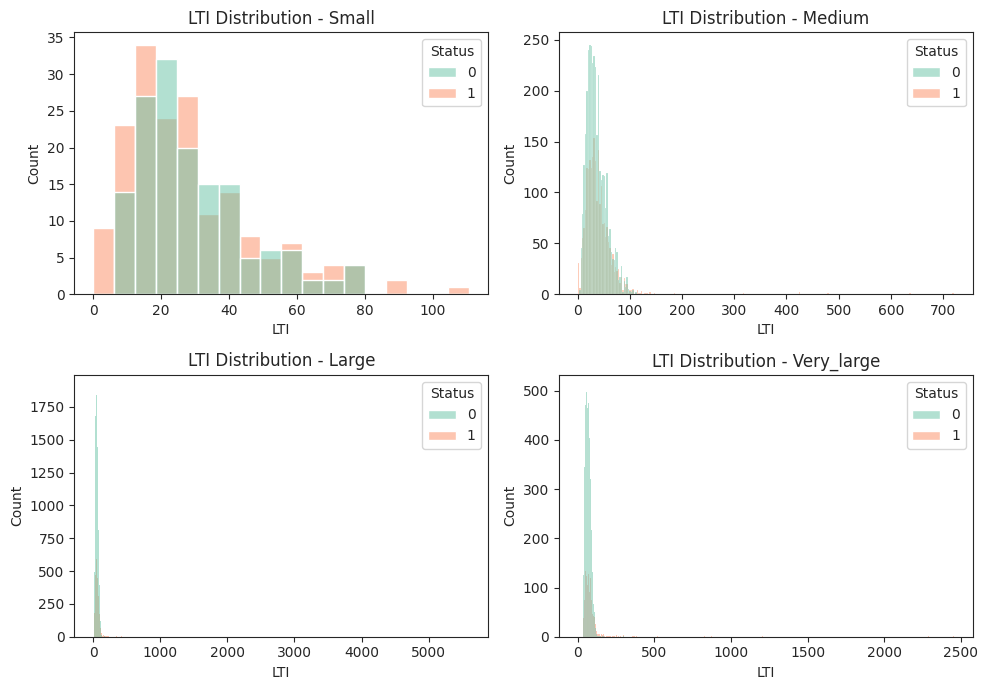 LTI Distribution - Small
35
30
25
20
15
10
5
0
Count
0 20 40 60 80 100
LTI
Status
0
1
LTI Distribution - Medium
250
200
150
100
50
0
Count
0 100 200 300 400 500 600 700
LTI
Status
0
1
LTI Distribution - Large
1750
1500
1250
1000
750
500
250
0
Count
0 1000 2000 3000 4000 5000
LTI
Status
0
1
LTI Distribution - Very_large
500
400
300
200
100
0
Count
0 500 1000 1500 2000 2500
LTI
Status
0
1